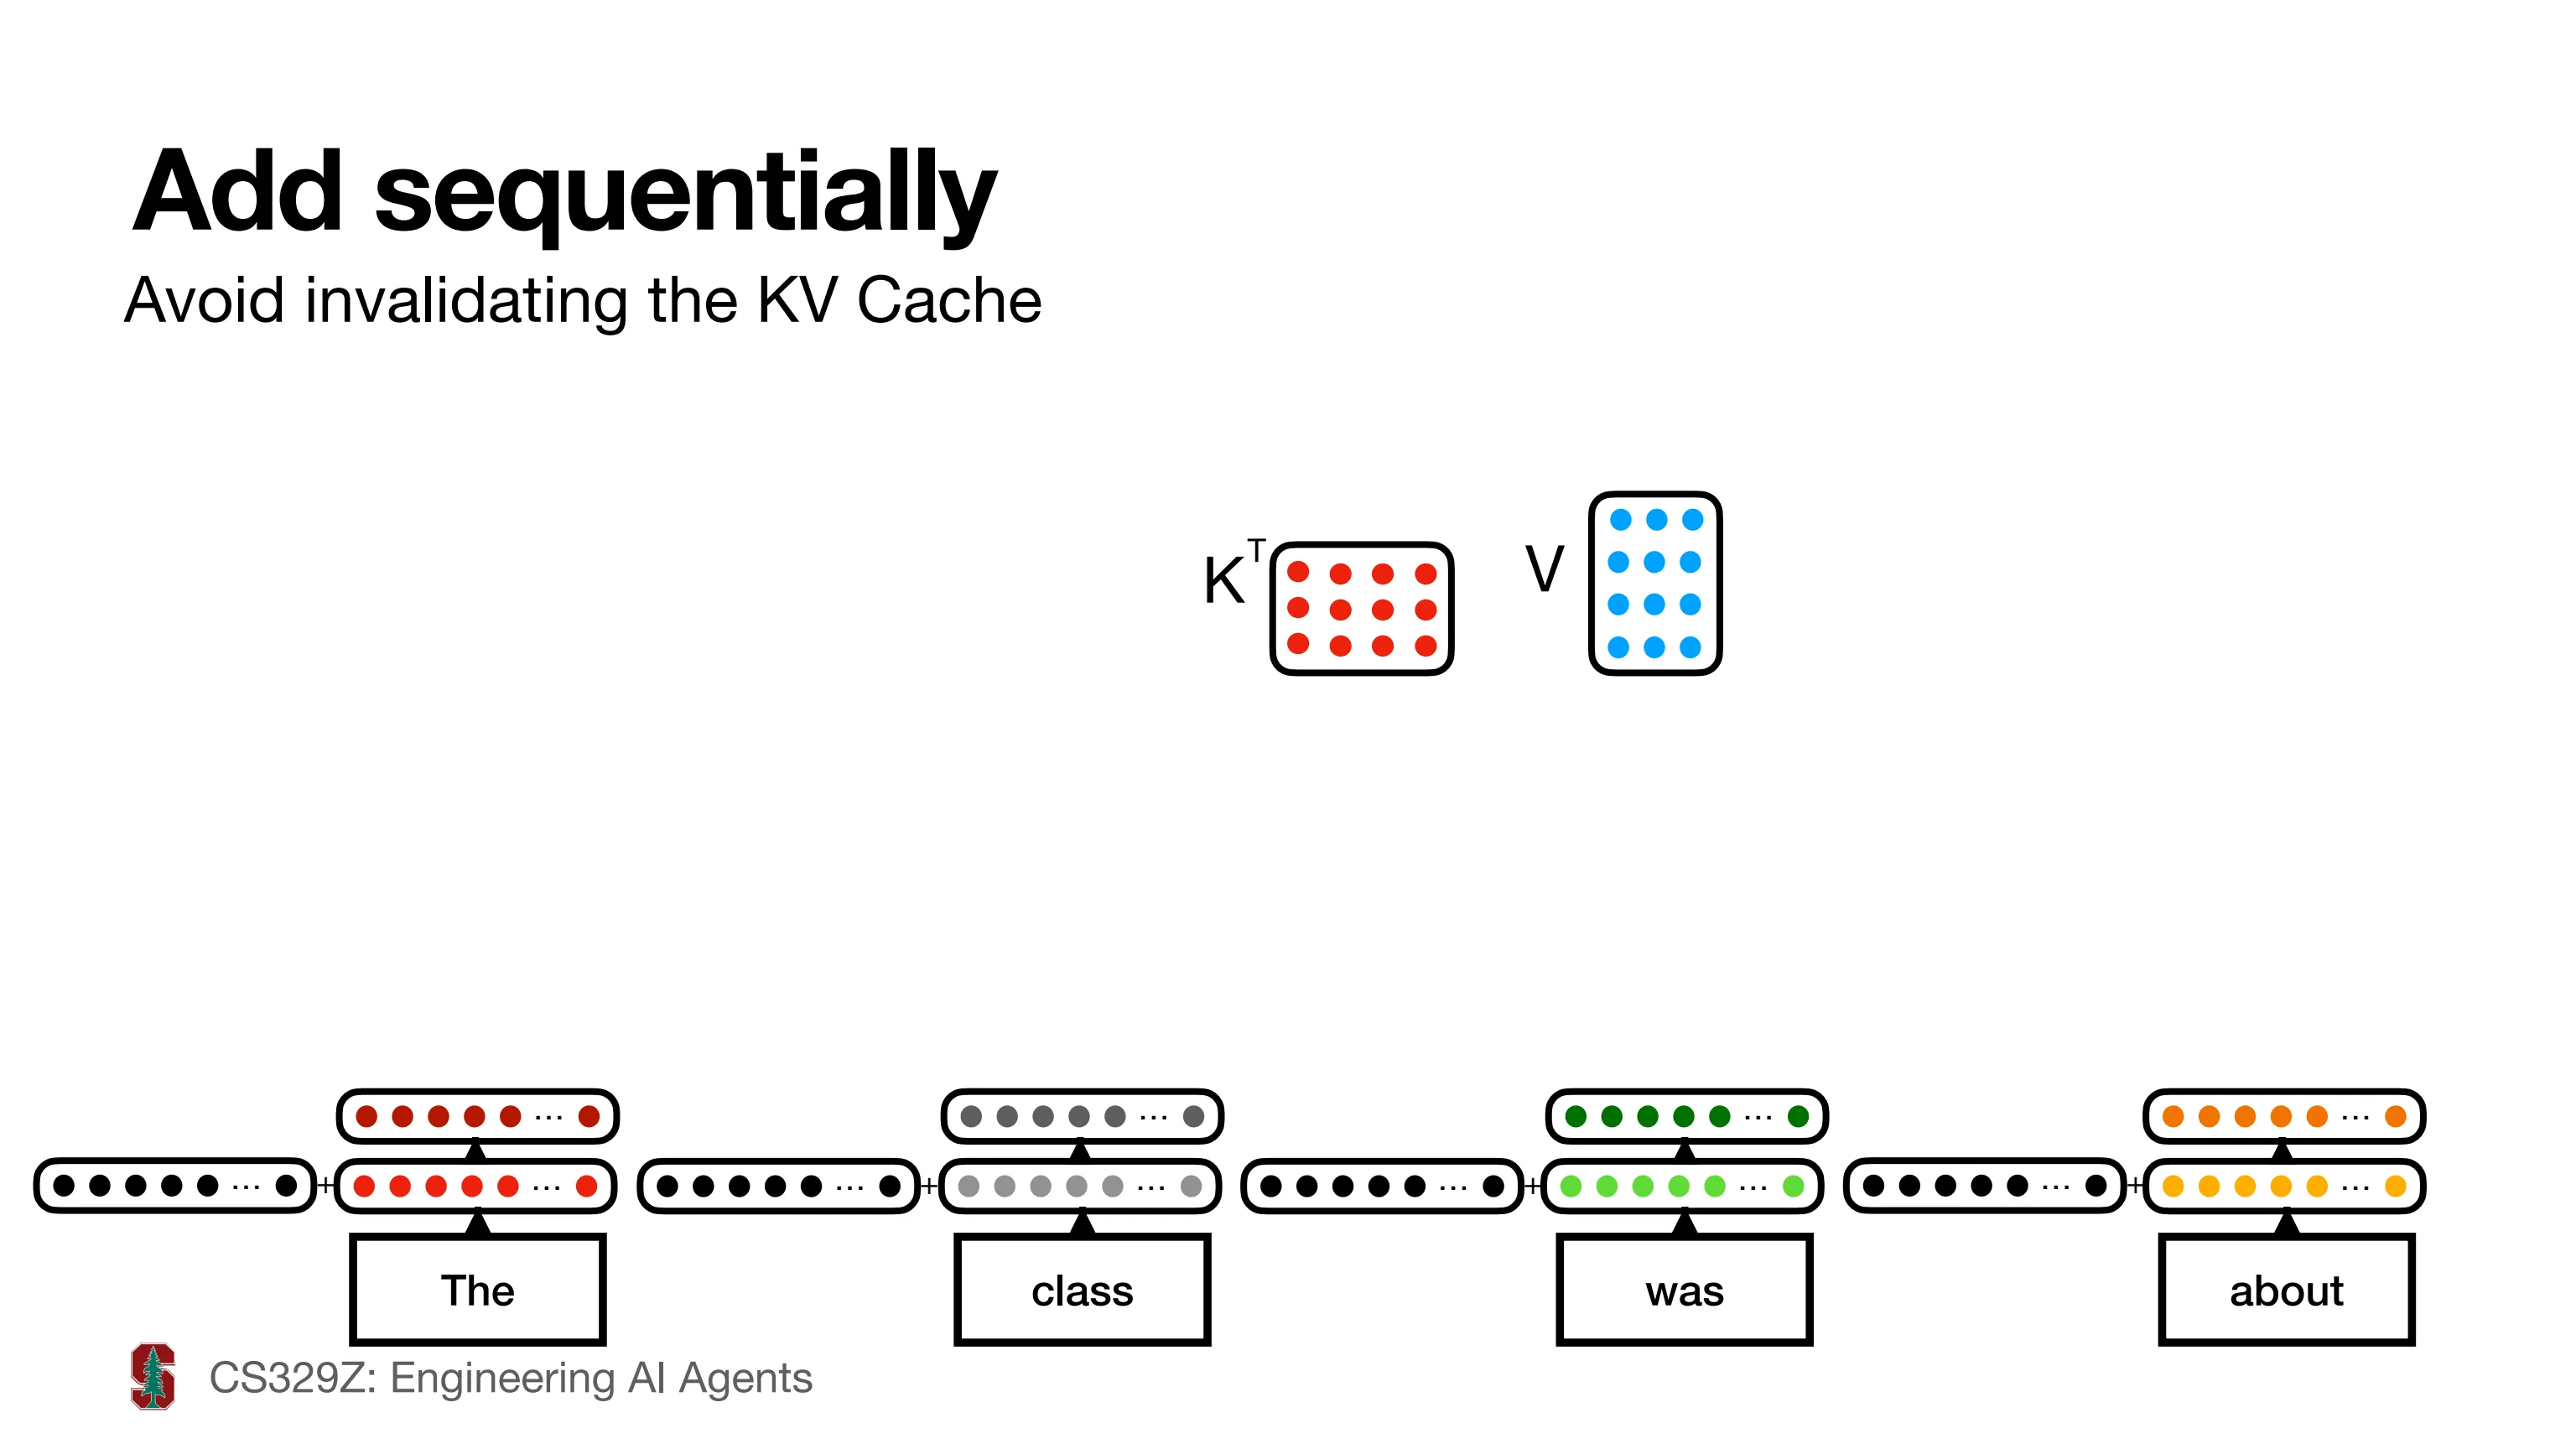 Add sequentially
Avoid invalidating the KV Cache
K^T V
... ... ... ...
+ ... + ... + ... + ...
... ... ... ...
The class was about
CS329Z: Engineering AI Agents